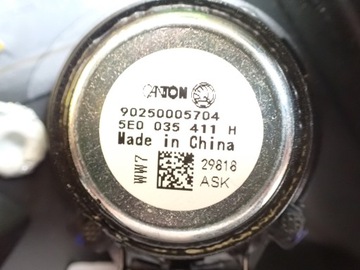 CANTON
90250005704
5E0 035 411 H
Made in China
WW7
29818
ASK